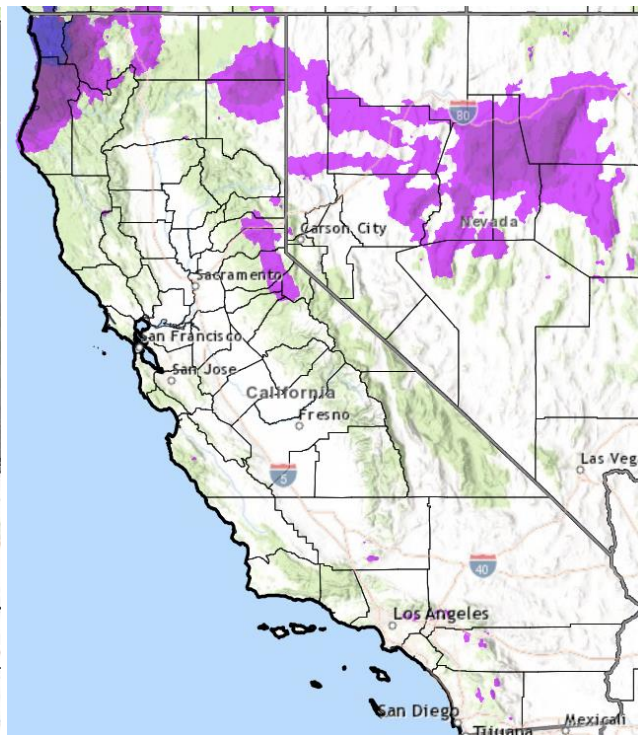 80
Nevada
Carson City
Sacramento
San Francisco
San Jose
California
Fresno
5
Las Veg
40
Los Angeles
San Diego
Tijuana
Mexicali